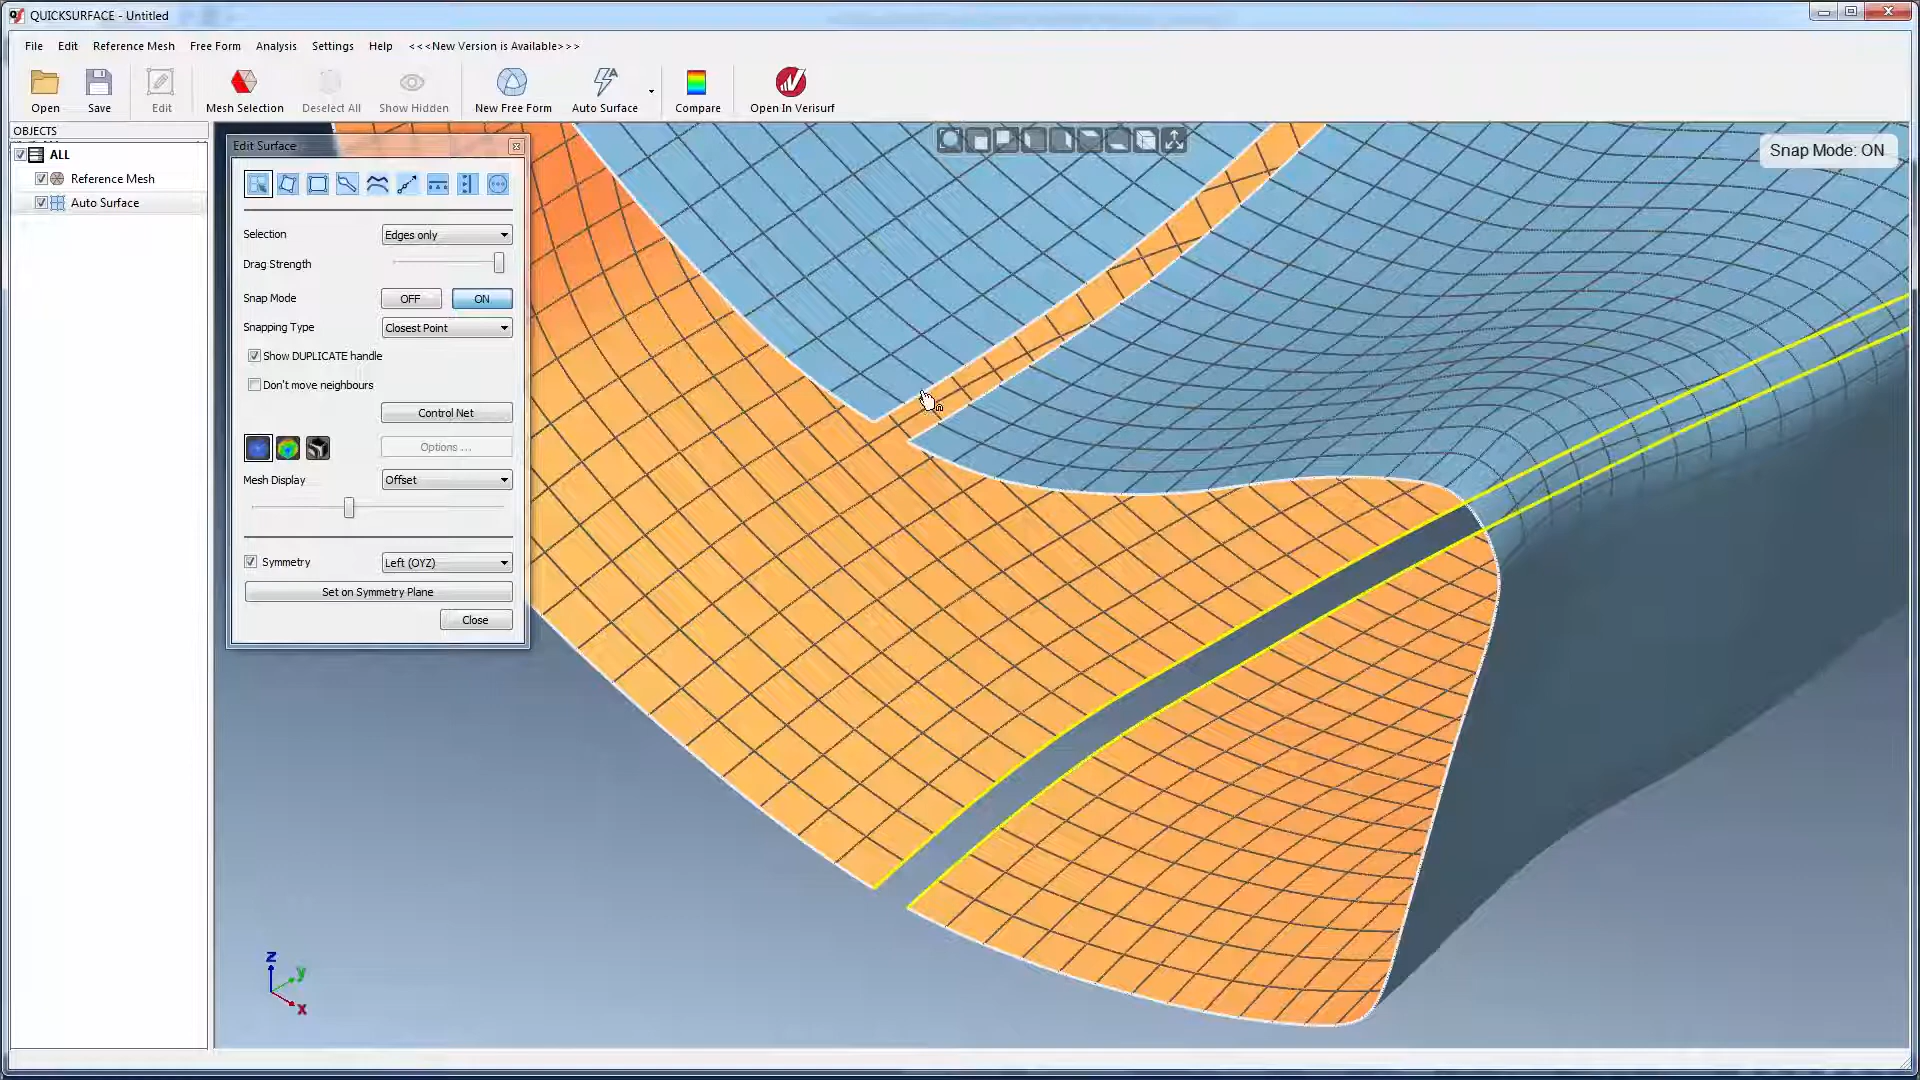 QUICKSURFACE - Untitled
File Edit Reference Mesh Free Form Analysis Settings Help <<<New Version is Available>>>
Open Save Edit Mesh Selection Deselect All Show Hidden New Free Form Auto Surface Compare Open In Verisurf
OBJECTS
ALL
Reference Mesh
Auto Surface
Edit Surface
Selection Edges only
Drag Strength
Snap Mode OFF ON
Snapping Type Closest Point
Show DUPLICATE handle
Don't move neighbours
Control Net
Options ....
Mesh Display Offset
Symmetry Left (OYZ)
Set on Symmetry Plane
Close
Snap Mode: ON
z
y
x